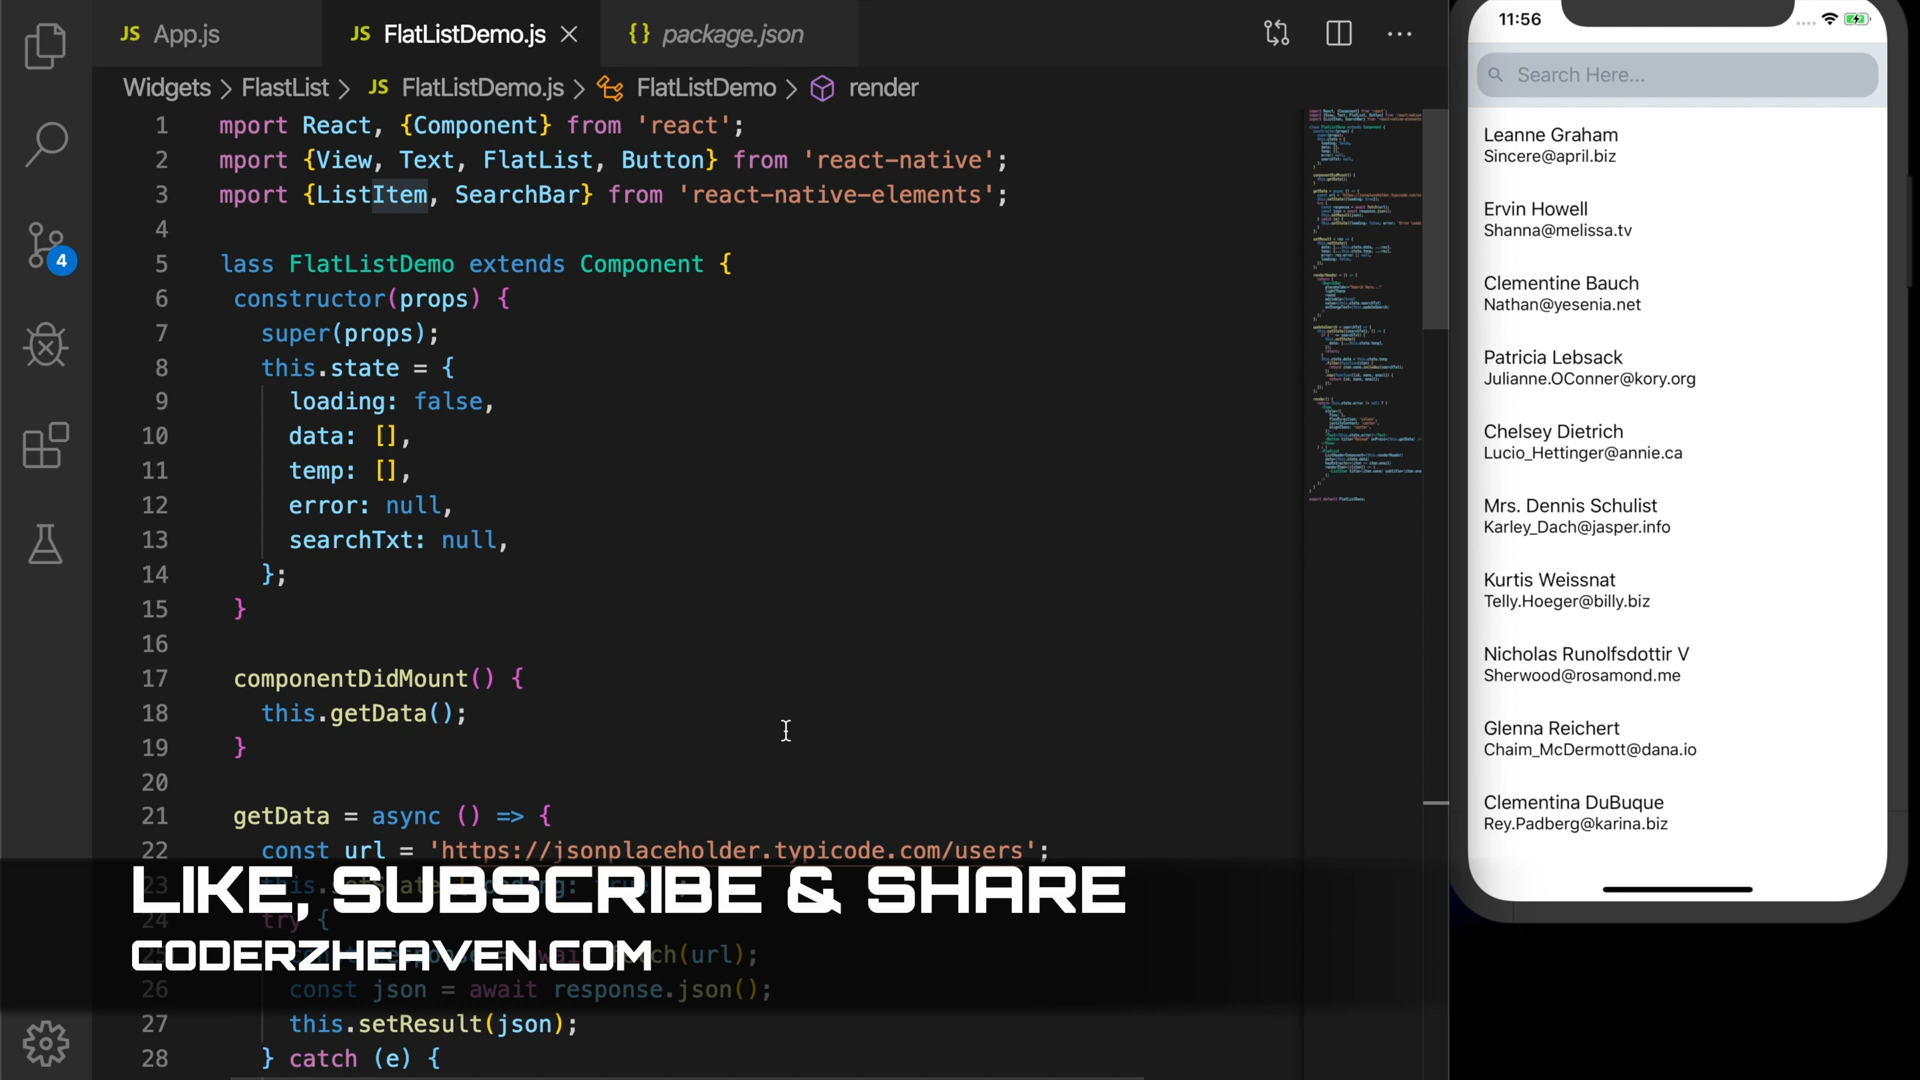 JS App.js
JS FlatListDemo.js
{} package.json
Widgets > FlastList > JS FlatListDemo.js > FlatListDemo > render
1 mport React, {Component} from 'react';
2 mport {View, Text, FlatList, Button} from 'react-native';
3 mport {ListItem, SearchBar} from 'react-native-elements';
4
5 lass FlatListDemo extends Component {
6 constructor(props) {
7 super(props);
8 this.state = {
9 loading: false,
10 data: [],
11 temp: [],
12 error: null,
13 searchTxt: null,
14 };
15 }
16
17 componentDidMount() {
18 this.getData();
19 }
20
21 getData = async () => {
22 const url = 'https://jsonplaceholder.typicode.com/users';
23
24 try {
25
26 const json = await response.json();
27 this.setResult(json);
28 } catch (e) {
4
LIKE, SUBSCRIBE & SHARE
CODERZHEAVEN.COM
11:56
Search Here...
Leanne Graham
Sincere@april.biz
Ervin Howell
Shanna@melissa.tv
Clementine Bauch
Nathan@yesenia.net
Patricia Lebsack
Julianne.OConner@kory.org
Chelsey Dietrich
Lucio_Hettinger@annie.ca
Mrs. Dennis Schulist
Karley_Dach@jasper.info
Kurtis Weissnat
Telly.Hoeger@billy.biz
Nicholas Runolfsdottir V
Sherwood@rosamond.me
Glenna Reichert
Chaim_McDermott@dana.io
Clementina DuBuque
Rey.Padberg@karina.biz